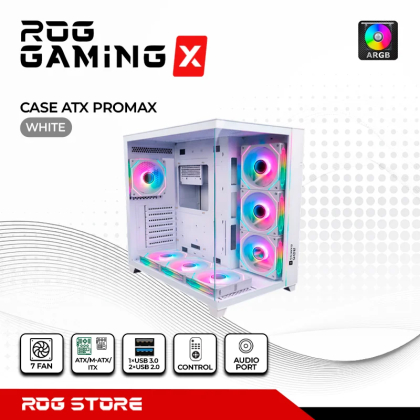 ROG
GAMING X
ARGB
CASE ATX PROMAX
WHITE
7 FAN
ATX/M-ATX/
ITX
1×USB 3.0
2×USB 2.0
CONTROL
AUDIO
PORT
ROG STORE